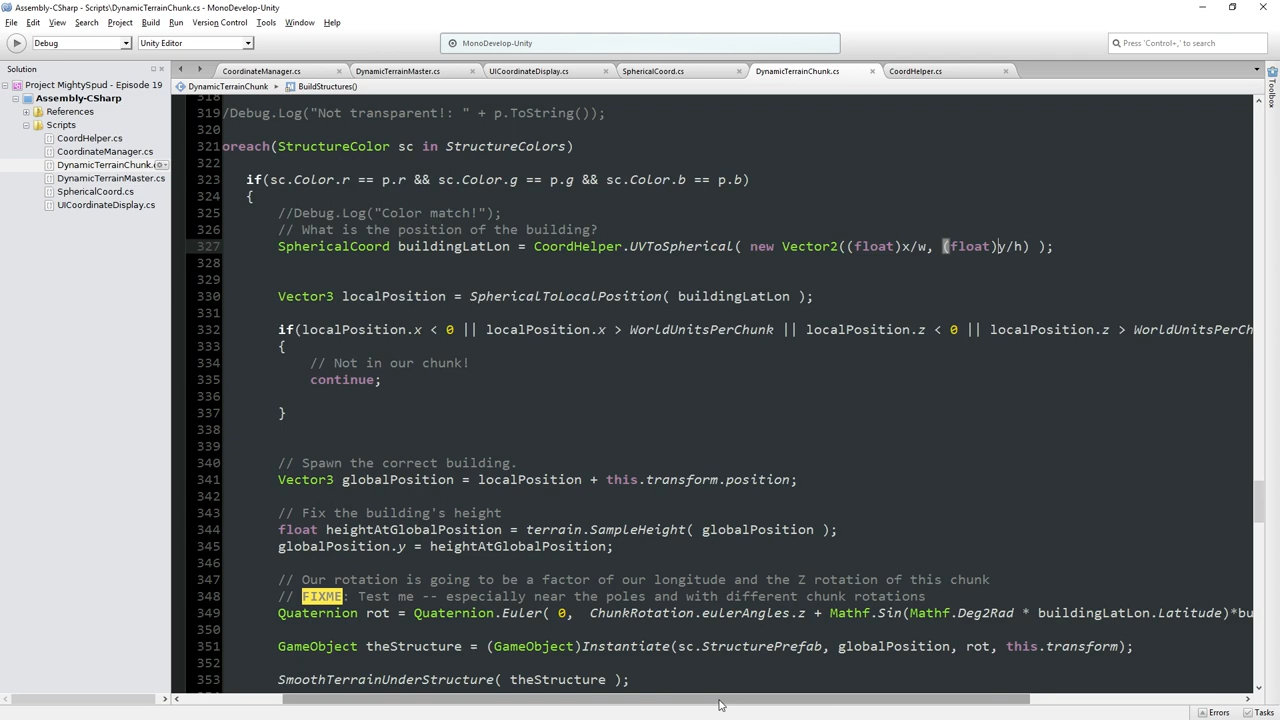 Assembly-CSharp - Scripts\DynamicTerrainChunk.cs - MonoDevelop-Unity
File Edit View Search Project Build Run Version Control Tools Window Help
Debug Unity Editor MonoDevelop-Unity Press 'Control+,' to search
Solution
CoordinateManager.cs DynamicTerrainMaster.cs UICoordinateDisplay.cs SphericalCoord.cs DynamicTerrainChunk.cs CoordHelper.cs
DynamicTerrainChunk BuildStructures()
Toolbox
Project MightySpud - Episode 19
Assembly-CSharp
References
Scripts
CoordHelper.cs
CoordinateManager.cs
DynamicTerrainChunk.
DynamicTerrainMaster.cs
SphericalCoord.cs
UICoordinateDisplay.cs
318
319 /Debug.Log("Not transparent!: " + p.ToString());
320
321 oreach(StructureColor sc in StructureColors)
322
323 if(sc.Color.r == p.r && sc.Color.g == p.g && sc.Color.b == p.b)
324 {
325 //Debug.Log("Color match!");
326 // What is the position of the building?
327 SphericalCoord buildingLatLon = CoordHelper.UVToSpherical( new Vector2((float)x/w, (float)y/h) );
328
329
330 Vector3 localPosition = SphericalToLocalPosition( buildingLatLon );
331
332 if(localPosition.x < 0 || localPosition.x > WorldUnitsPerChunk || localPosition.z < 0 || localPosition.z > WorldUnitsPerCh
333 {
334 // Not in our chunk!
335 continue;
336
337 }
338
339
340 // Spawn the correct building.
341 Vector3 globalPosition = localPosition + this.transform.position;
342
343 // Fix the building's height
344 float heightAtGlobalPosition = terrain.SampleHeight( globalPosition );
345 globalPosition.y = heightAtGlobalPosition;
346
347 // Our rotation is going to be a factor of our longitude and the Z rotation of this chunk
348 // FIXME: Test me -- especially near the poles and with different chunk rotations
349 Quaternion rot = Quaternion.Euler( 0, ChunkRotation.eulerAngles.z + Mathf.Sin(Mathf.Deg2Rad * buildingLatLon.Latitude)*bu
350
351 GameObject theStructure = (GameObject)Instantiate(sc.StructurePrefab, globalPosition, rot, this.transform);
352
353 SmoothTerrainUnderStructure( theStructure );
Errors Tasks